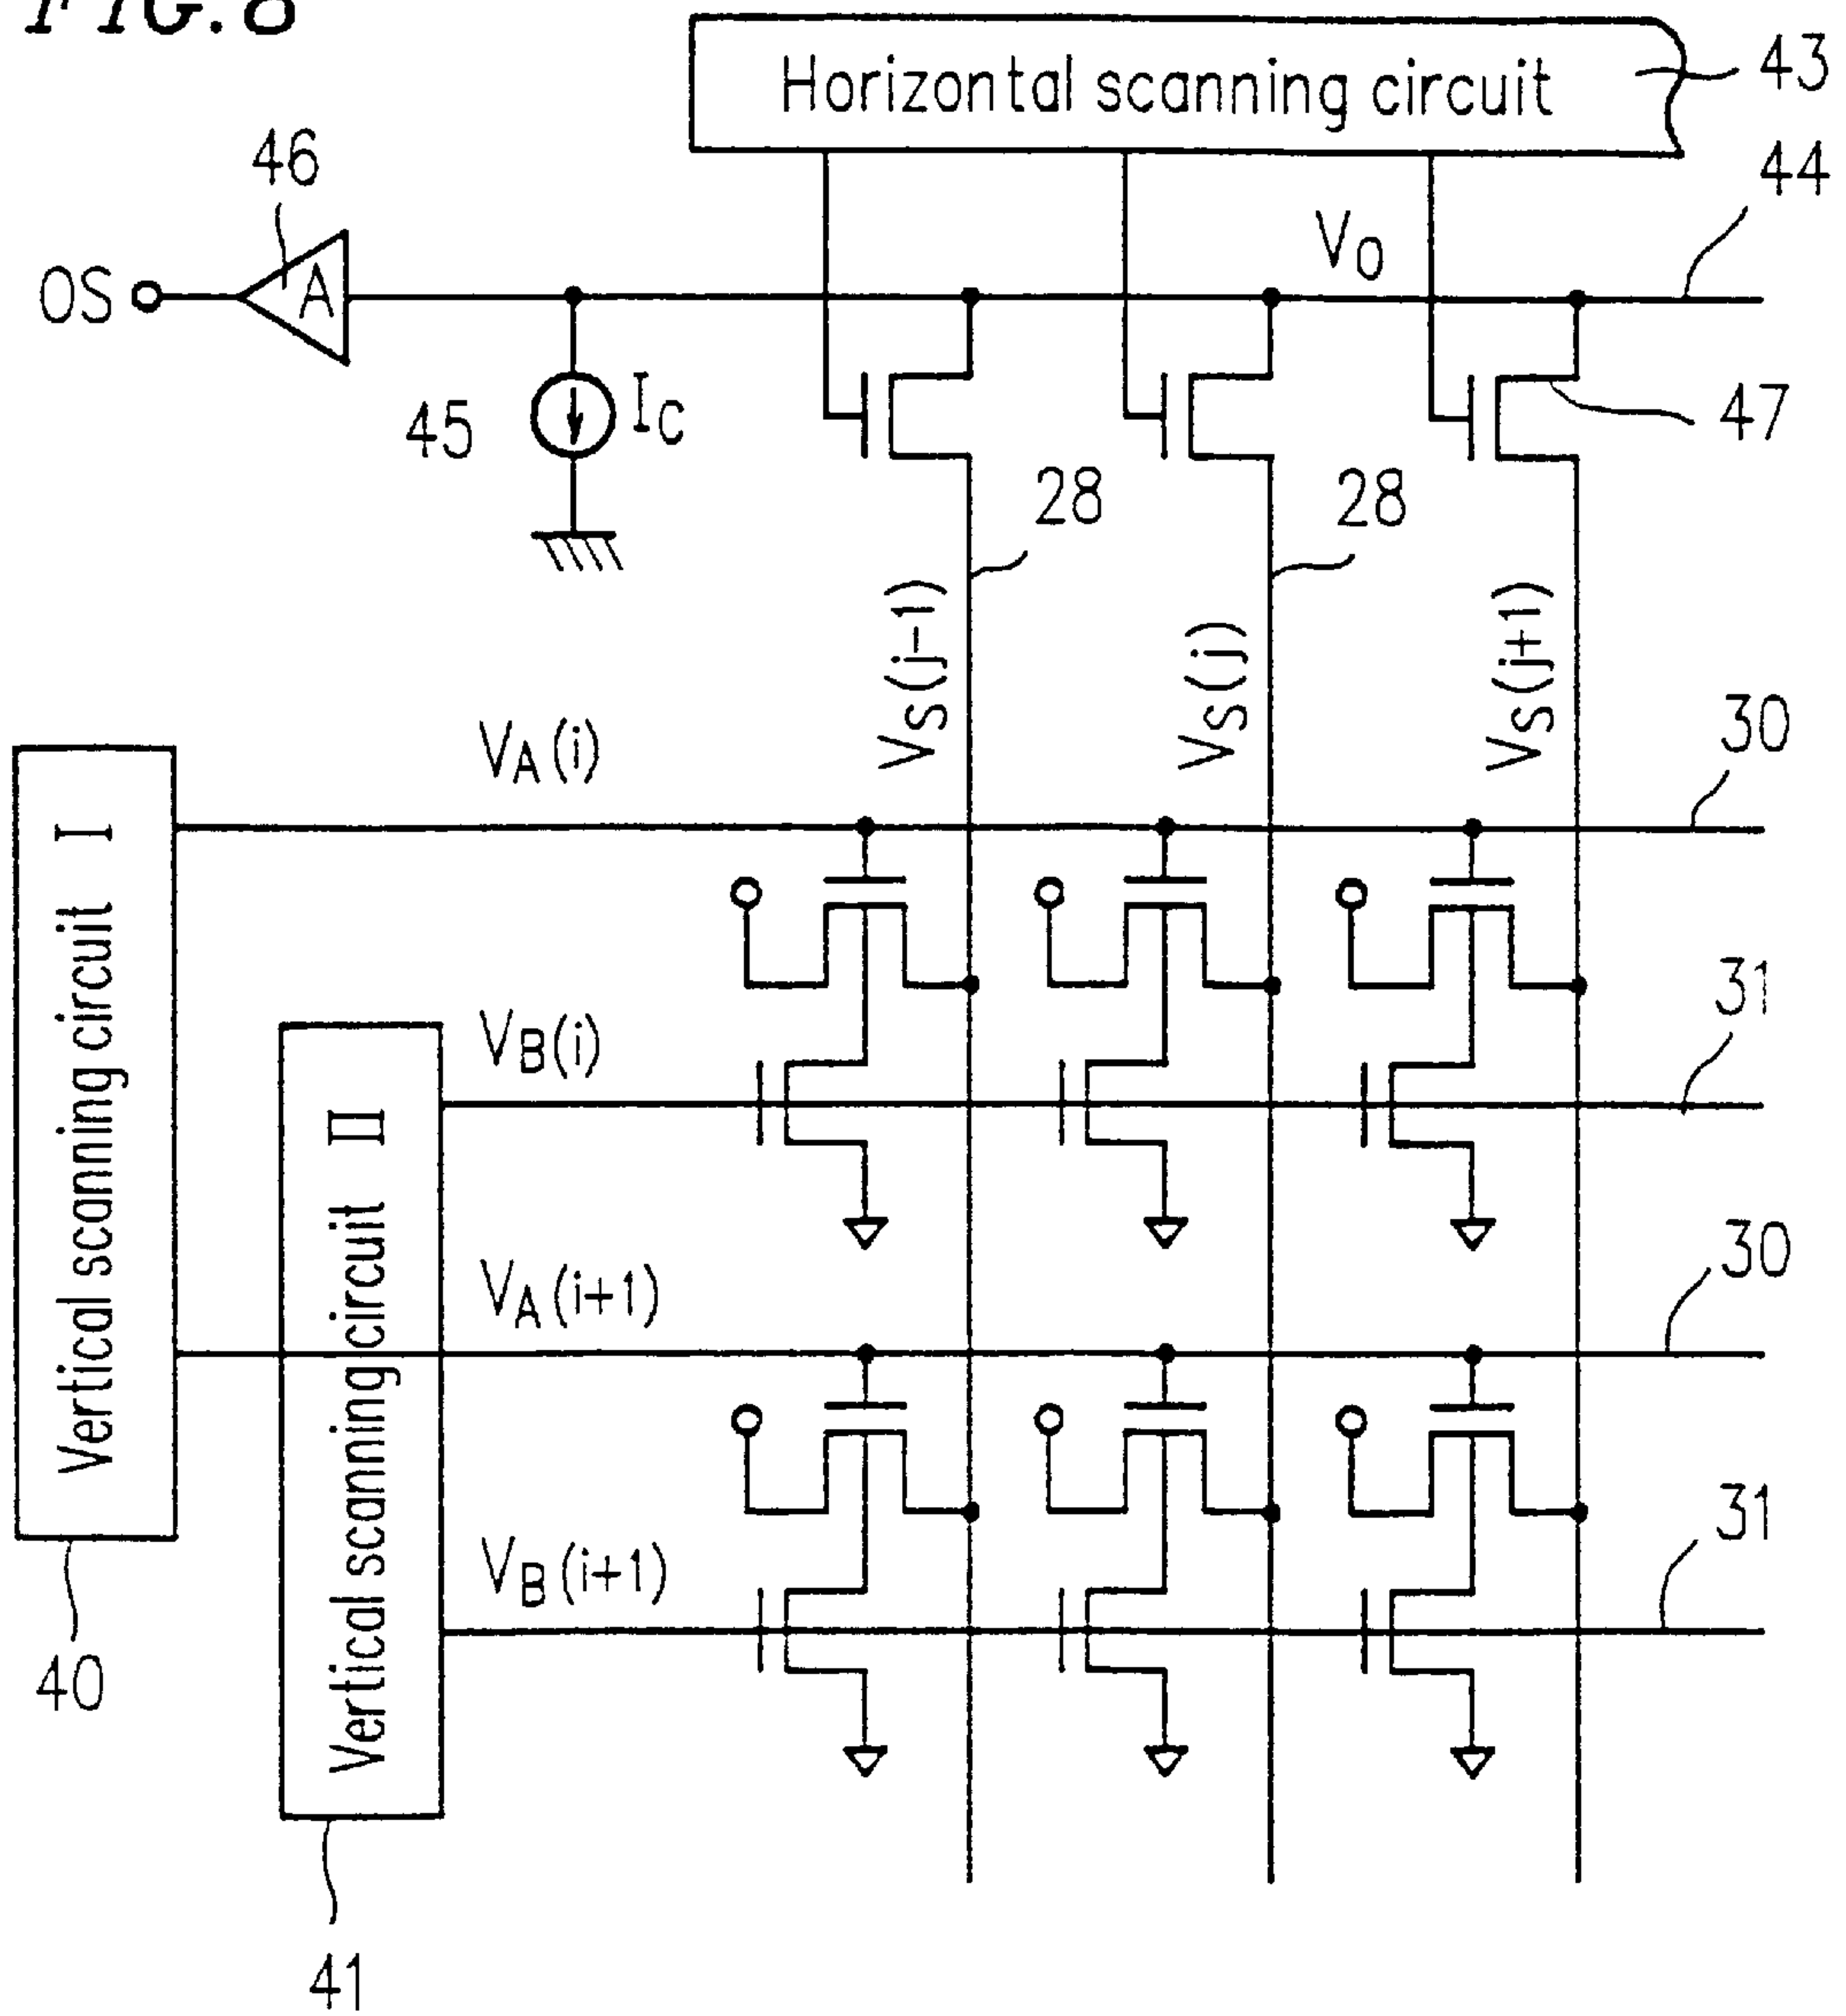 FIG. 8
Horizontal scanning circuit
43
44
46
V0
OS
A
45
IC
47
28
28
VS(j-1)
VS(j)
VS(j+1)
30
VA(i)
Vertical scanning circuit I
31
VB(i)
Vertical scanning circuit II
30
VA(i+1)
31
VB(i+1)
40
41